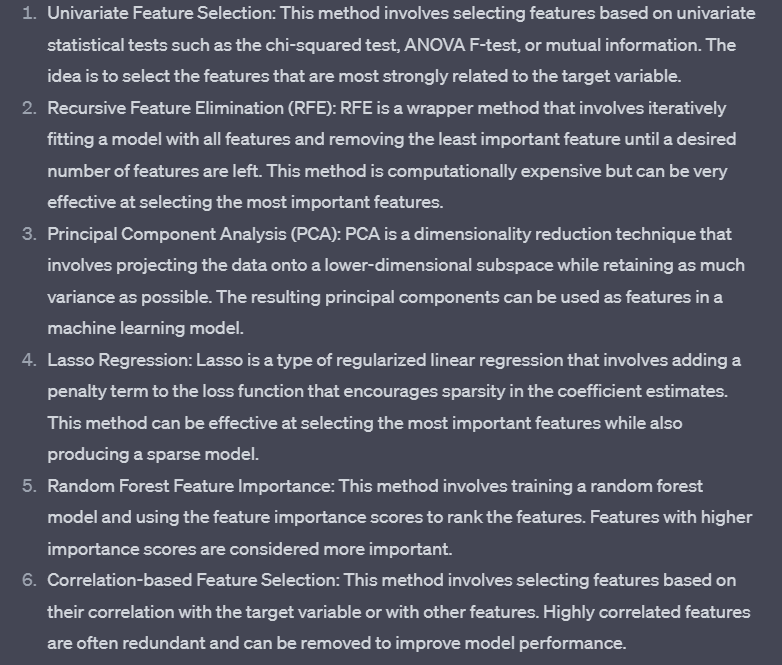 1. Univariate Feature Selection: This method involves selecting features based on univariate
statistical tests such as the chi-squared test, ANOVA F-test, or mutual information. The
idea is to select the features that are most strongly related to the target variable.
2. Recursive Feature Elimination (RFE): RFE is a wrapper method that involves iteratively
fitting a model with all features and removing the least important feature until a desired
number of features are left. This method is computationally expensive but can be very
effective at selecting the most important features.
3. Principal Component Analysis (PCA): PCA is a dimensionality reduction technique that
involves projecting the data onto a lower-dimensional subspace while retaining as much
variance as possible. The resulting principal components can be used as features in a
machine learning model.
4. Lasso Regression: Lasso is a type of regularized linear regression that involves adding a
penalty term to the loss function that encourages sparsity in the coefficient estimates.
This method can be effective at selecting the most important features while also
producing a sparse model.
5. Random Forest Feature Importance: This method involves training a random forest
model and using the feature importance scores to rank the features. Features with higher
importance scores are considered more important.
6. Correlation-based Feature Selection: This method involves selecting features based on
their correlation with the target variable or with other features. Highly correlated features
are often redundant and can be removed to improve model performance.